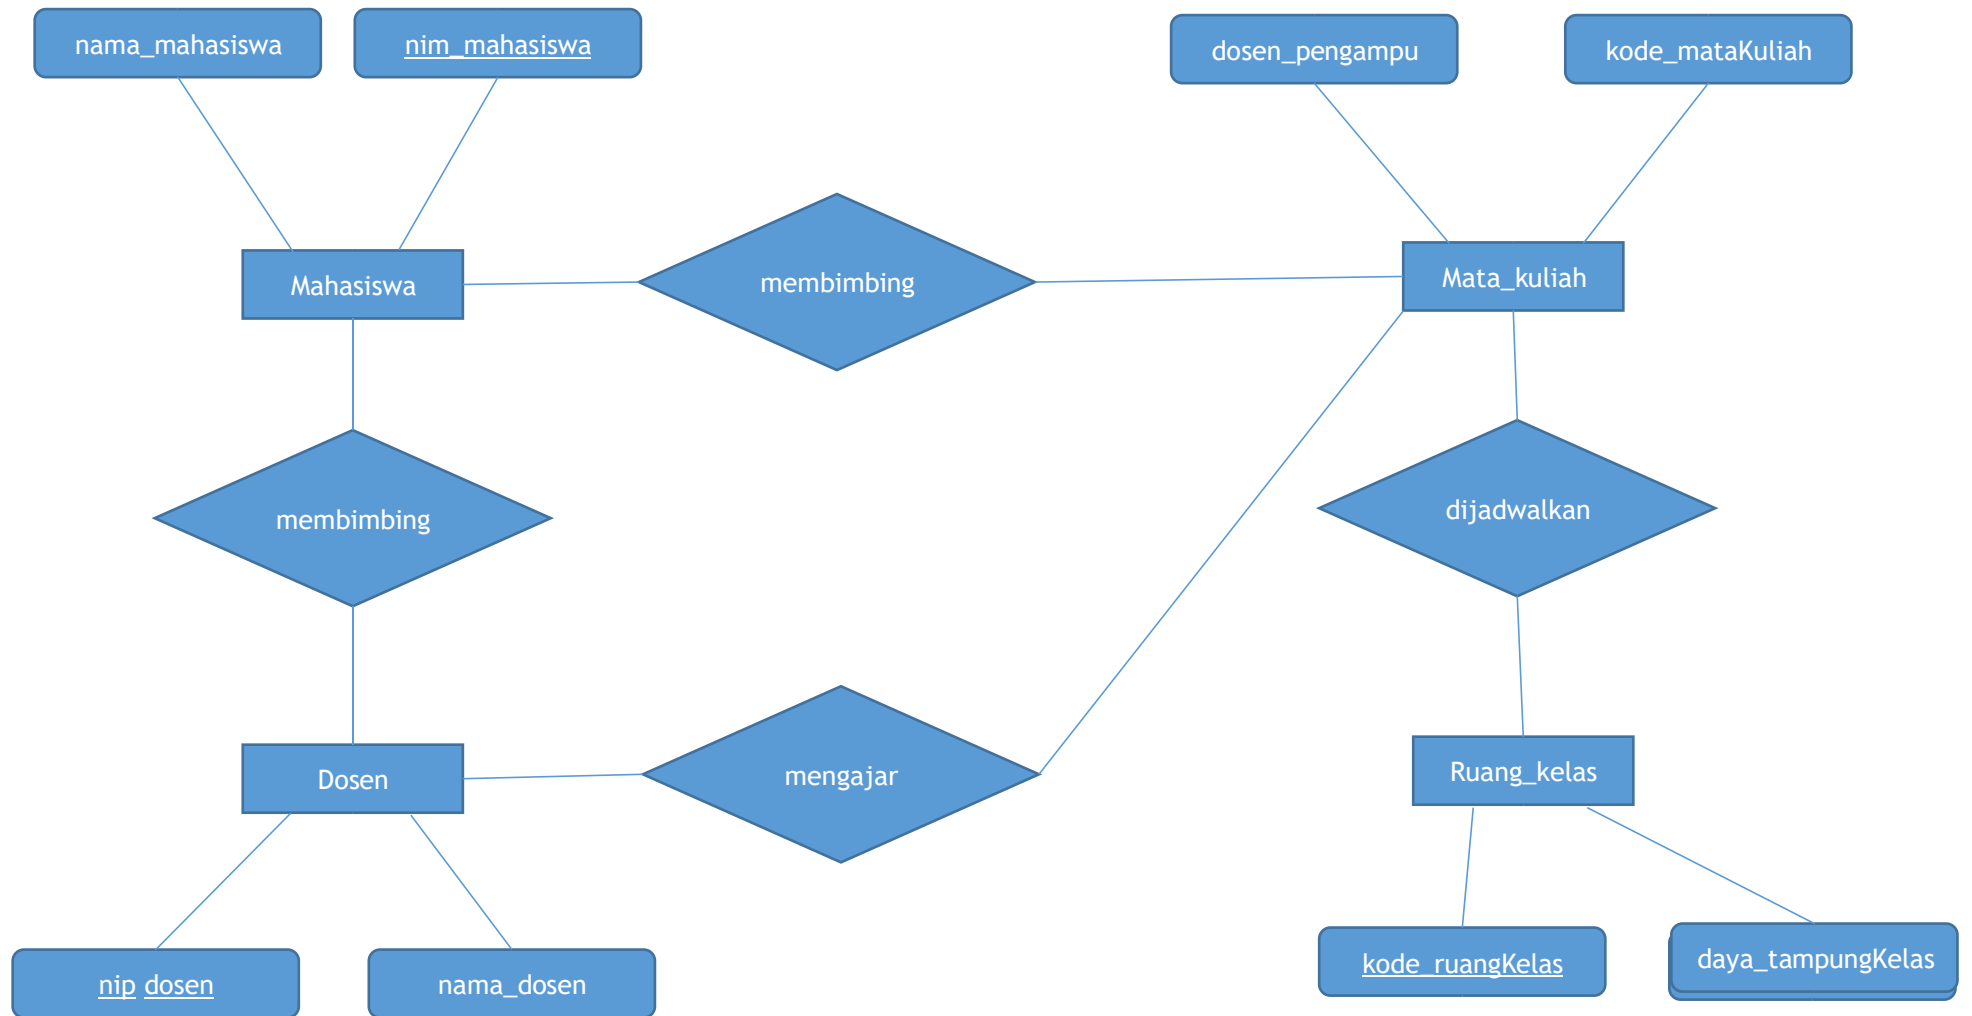 nama_mahasiswa
nim_mahasiswa
dosen_pengampu
kode_mataKuliah
Mahasiswa
membimbing
Mata_kuliah
membimbing
dijadwalkan
Dosen
mengajar
Ruang_kelas
nip dosen
nama_dosen
kode_ruangKelas
daya_tampungKelas